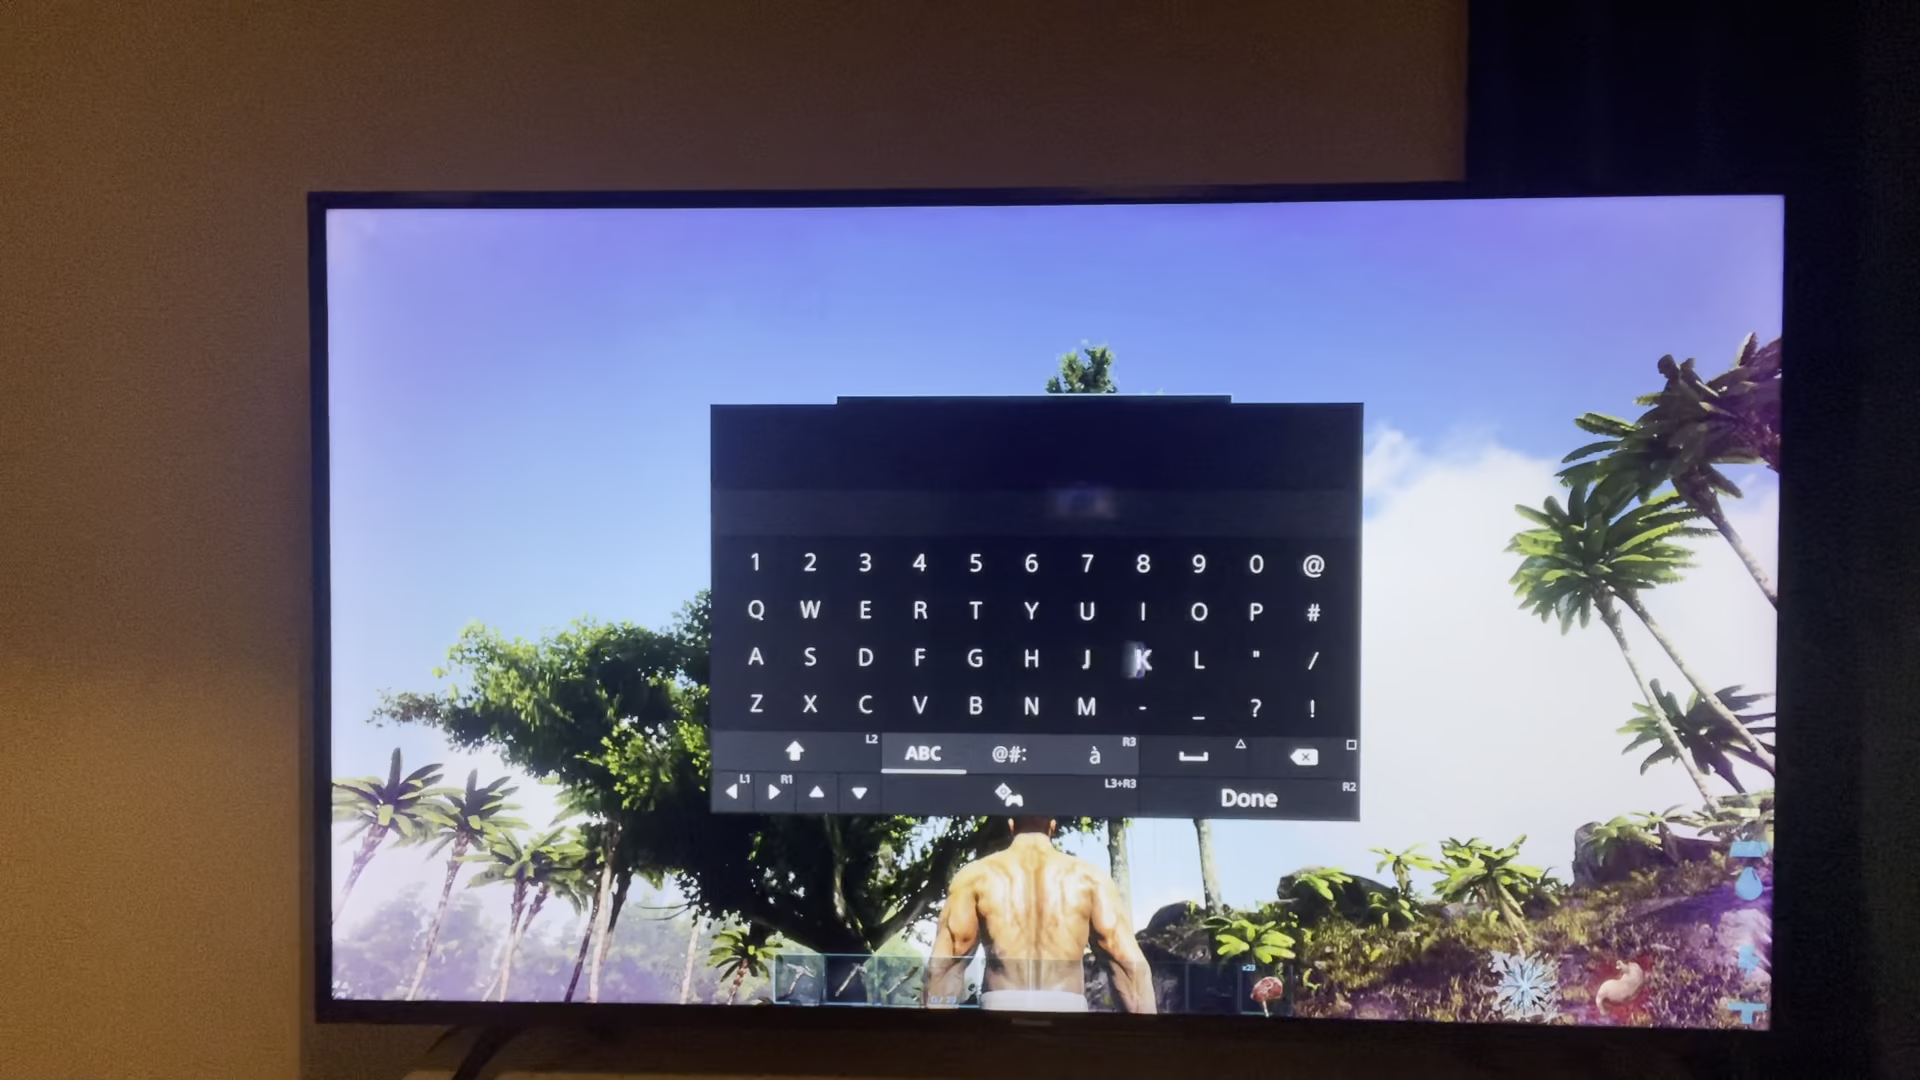 1 2 3 4 5 6 7 8 9 0 @
Q W E R T Y U I O P #
A S D F G H J K L " /
Z X C V B N M - _ ? !
L2 ABC @#: à R3
L1 R1 L3+R3 Done R2
x23